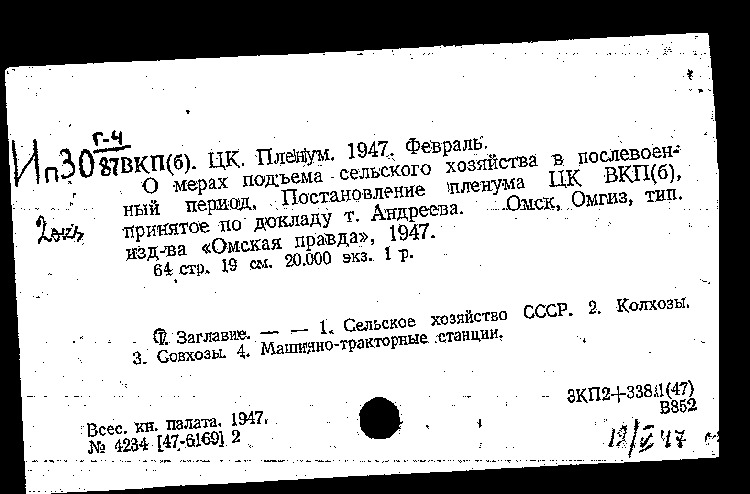 Г-4
Ип30 87
ВКП(б). ЦК. Пленум. 1947, Февраль.
О мерах подъема сельского хозяйства в послевоен-
ный период. Постановление пленума ЦК ВКП(б),
2 экз
принятое по докладу т. Андреева. Омск, Омгиз, тип.
изд-ва «Омская правда», 1947.
64 стр. 19 см. 20.000 экз. 1 р.
I. Заглавие. — — 1. Сельское хозяйство СССР. 2. Колхозы.
3. Совхозы. 4. Машинно-тракторные станции.
3КП2+338.1(47)
В852
Всес. кн. палата. 1947.
№ 4234 [47-6169] 2